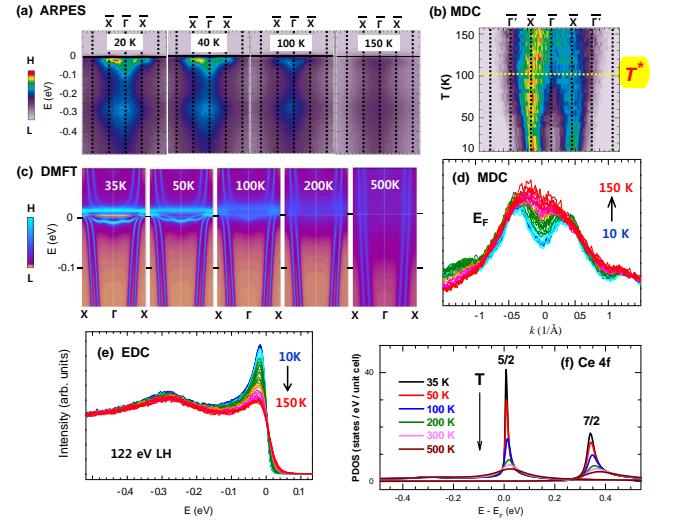 (a) ARPES
X̅ Γ̅ X̅ X̅ Γ̅ X̅ X̅ Γ̅ X̅ X̅ Γ̅ X̅
20 K 40 K 100 K 150 K
H
L
E (eV)
0
-0.1
-0.2
-0.3
-0.4
(b) MDC
Γ̅' X̅ Γ̅ X̅ Γ̅'
T (K)
150
100
50
10
T*
-1 0 1
(c) DMFT
35K 50K 100K 200K 500K
H
L
E (eV)
0
-0.1
X Γ X X Γ X X Γ X
(d) MDC
E_F
150 K
10 K
-1 -0.5 0 0.5 1
k (1/Å)
(e) EDC
10K
150K
122 eV LH
Intensity (arb. units)
-0.4 -0.2 0 0.1
E (eV)
(f) Ce 4f
5/2
7/2
T
35 K
50 K
100 K
200 K
300 K
500 K
PDOS (states / eV / unit cell)
40
20
0
-0.4 -0.2 0.0 0.2 0.4
E - E_F (eV)